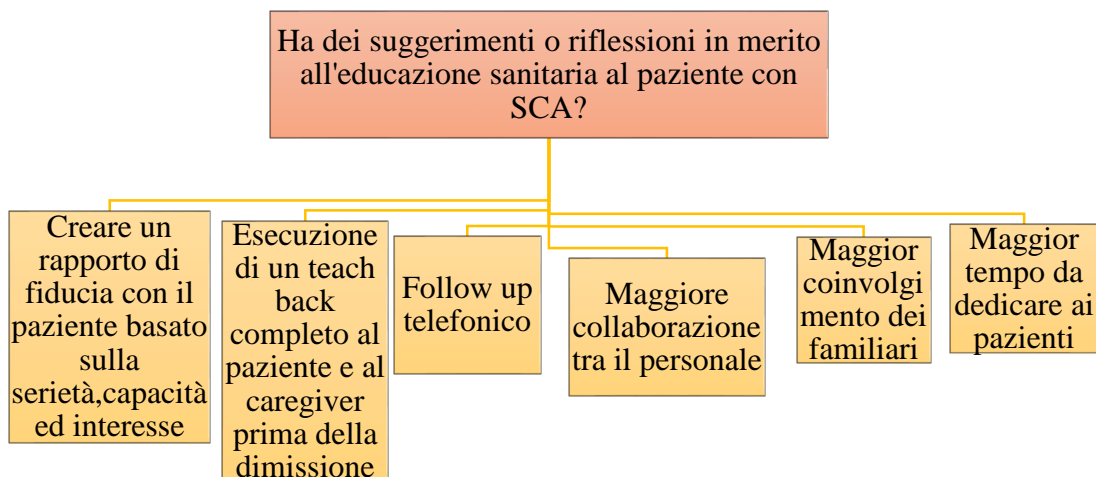 Ha dei suggerimenti o riflessioni in merito
all'educazione sanitaria al paziente con
SCA?
Creare un
rapporto di
fiducia con il
paziente basato
sulla
serietà,capacità
ed interesse
Esecuzione
di un teach
back
completo al
paziente e al
caregiver
prima della
dimissione
Follow up
telefonico
Maggiore
collaborazione
tra il personale
Maggior
coinvolgi
mento dei
familiari
Maggior
tempo da
dedicare ai
pazienti